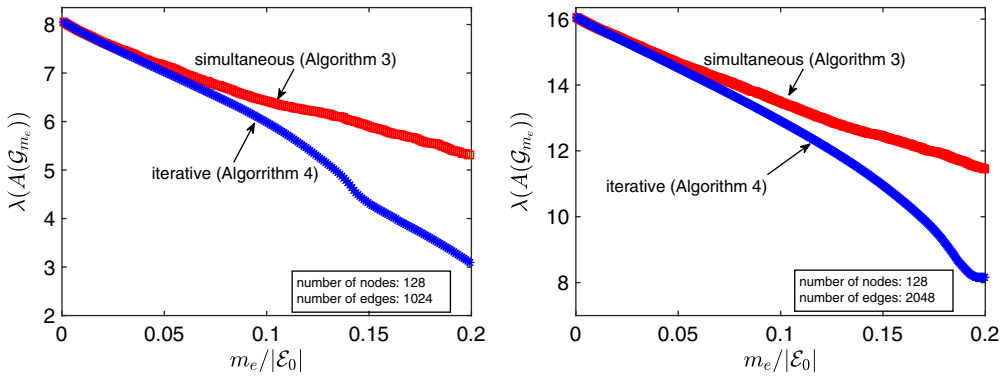 8
7
6
5
4
3
2
λ(A(𝒢_{m_e}))
simultaneous (Algorithm 3)
iterative (Algorrithm 4)
number of nodes: 128
number of edges: 1024
0 0.05 0.1 0.15 0.2
m_e/|ℰ_0|
16
14
12
10
8
λ(A(𝒢_{m_e}))
simultaneous (Algorithm 3)
iterative (Algorithm 4)
number of nodes: 128
number of edges: 2048
0 0.05 0.1 0.15 0.2
m_e/|ℰ_0|